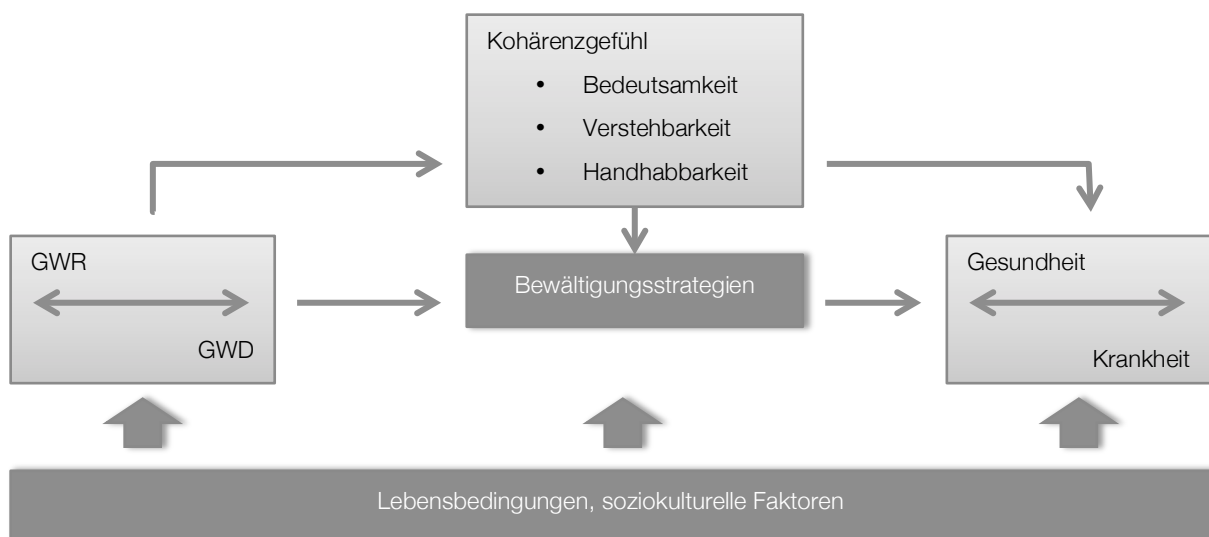 Kohärenzgefühl
• Bedeutsamkeit
• Verstehbarkeit
• Handhabbarkeit
GWR
GWD
Bewältigungsstrategien
Gesundheit
Krankheit
Lebensbedingungen, soziokulturelle Faktoren